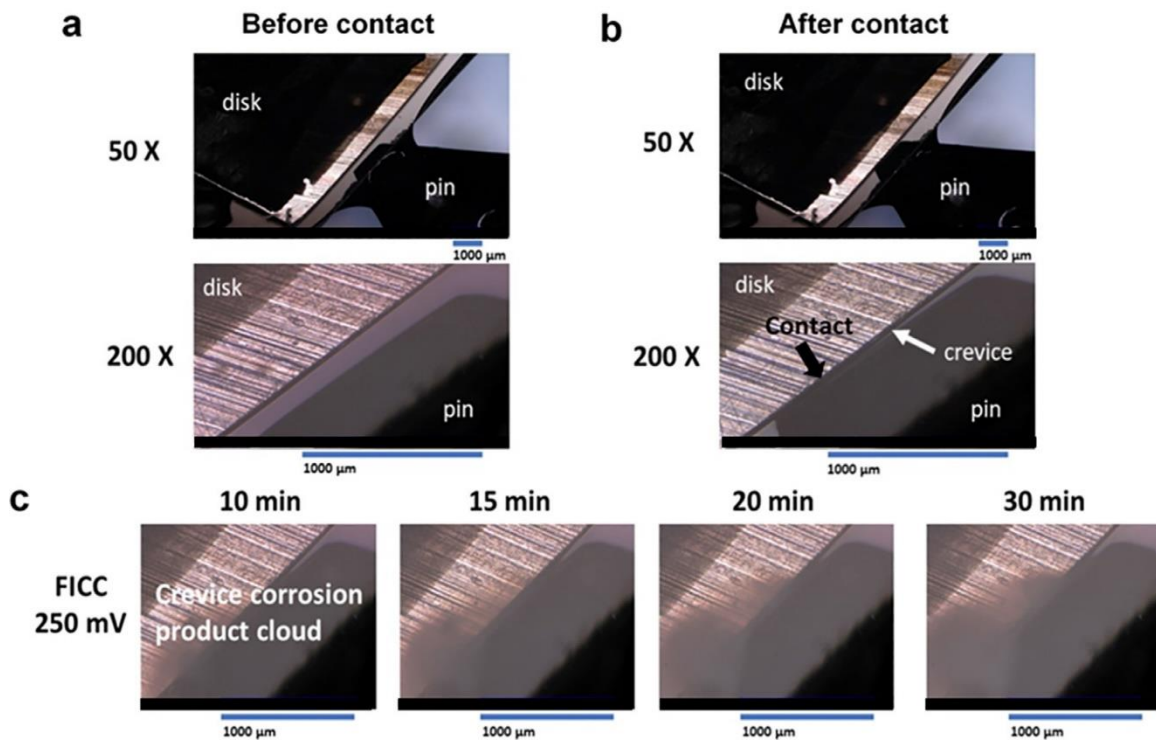 a
Before contact
b
After contact
50 X
disk
pin
1000 µm
50 X
disk
pin
1000 µm
200 X
disk
pin
1000 µm
200 X
disk
Contact
crevice
pin
1000 µm
c
10 min
15 min
20 min
30 min
FICC
250 mV
Crevice corrosion
product cloud
1000 µm
1000 µm
1000 µm
1000 µm